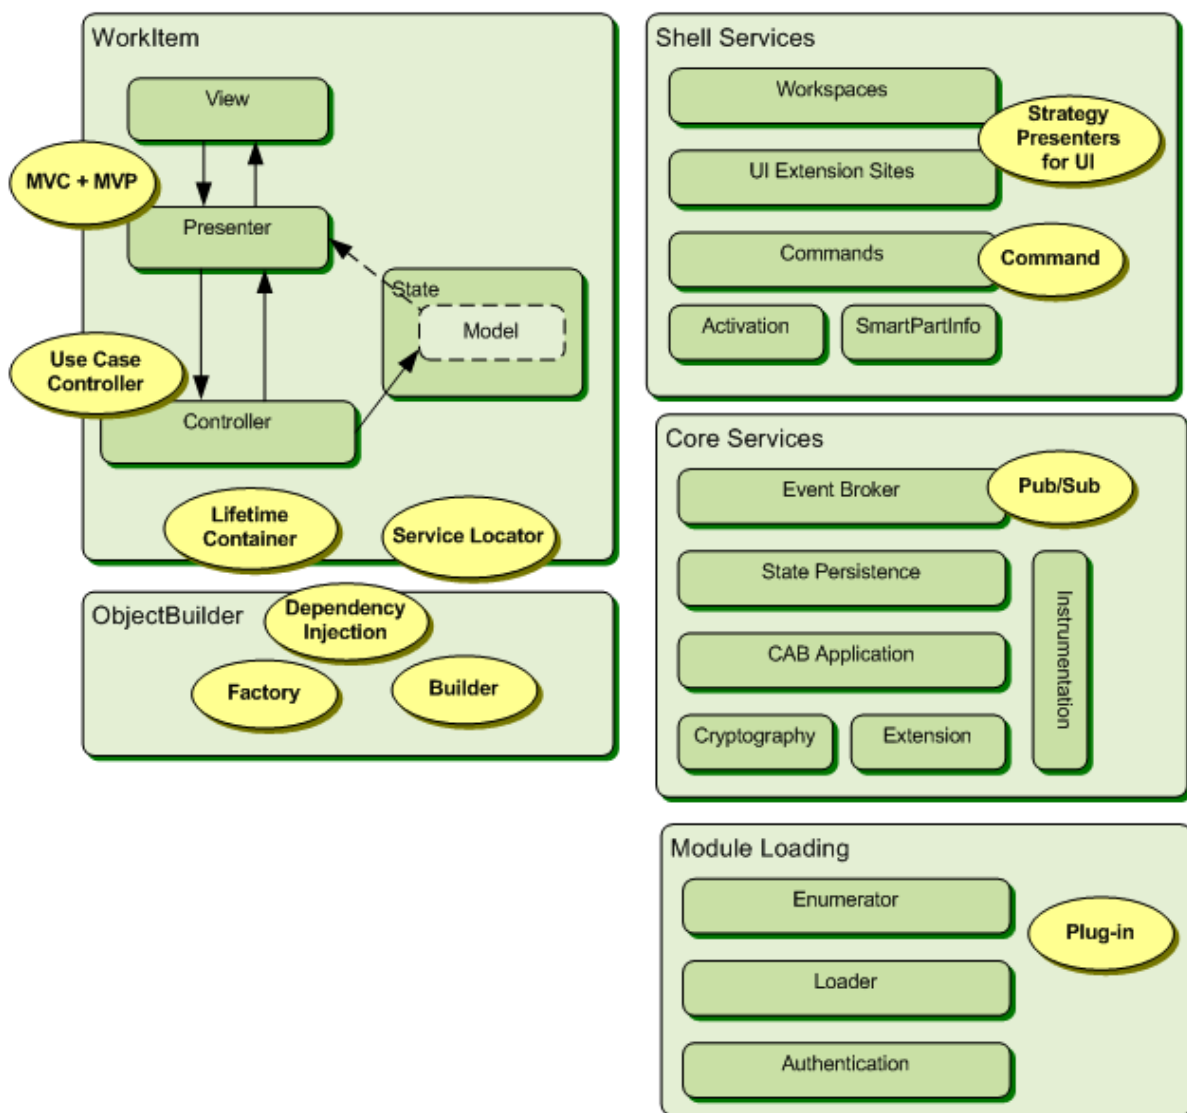 WorkItem
View
MVC + MVP
Presenter
State
Model
Use Case
Controller
Controller
Lifetime
Container
Service Locator
ObjectBuilder
Dependency
Injection
Factory
Builder
Shell Services
Workspaces
Strategy
Presenters
for UI
UI Extension Sites
Commands
Command
Activation
SmartPartInfo
Core Services
Event Broker
Pub/Sub
State Persistence
Instrumentation
CAB Application
Cryptography
Extension
Module Loading
Enumerator
Plug-in
Loader
Authentication